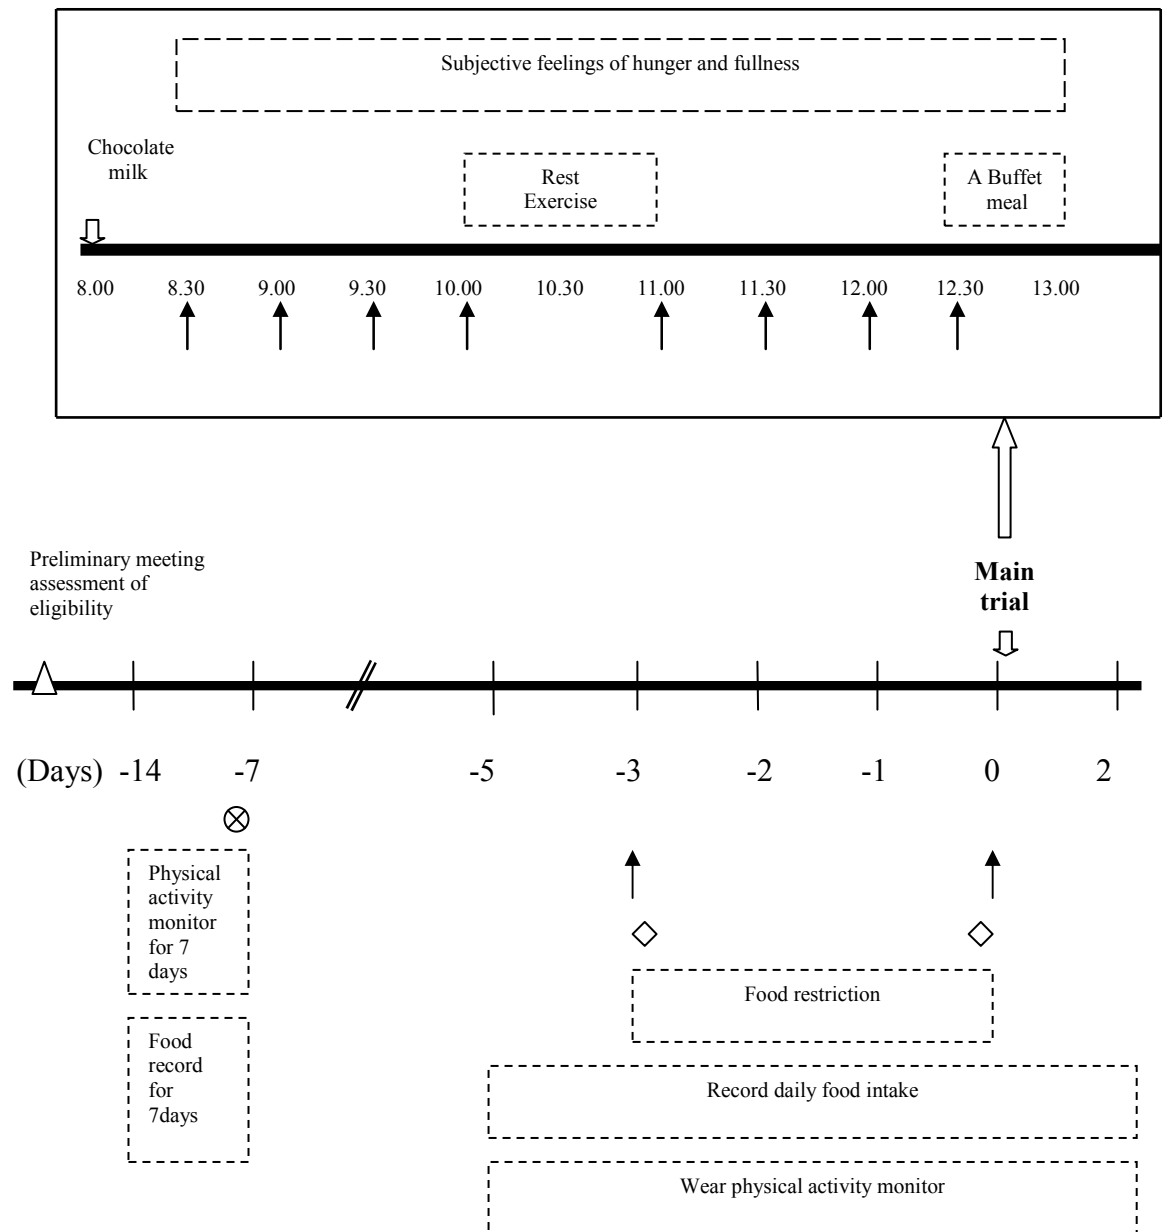 Subjective feelings of hunger and fullness
Chocolate
milk
Rest
Exercise
A Buffet
meal
8.00 8.30 9.00 9.30 10.00 10.30 11.00 11.30 12.00 12.30 13.00
Preliminary meeting
assessment of
eligibility
Main
trial
(Days) -14 -7 -5 -3 -2 -1 0 2
Physical
activity
monitor
for 7
days
Food
record
for
7days
Food restriction
Record daily food intake
Wear physical activity monitor